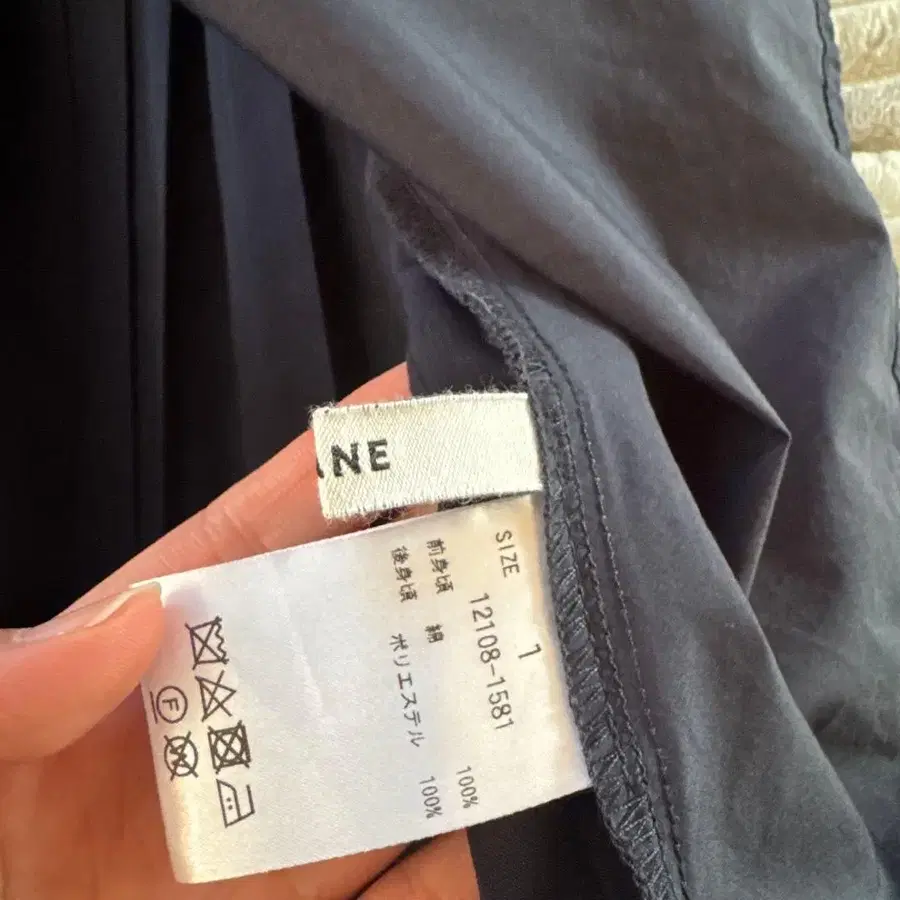 NE
SIZE 1
12108-1581
前身頃 綿 100%
後身頃 ポリエステル 100%
F